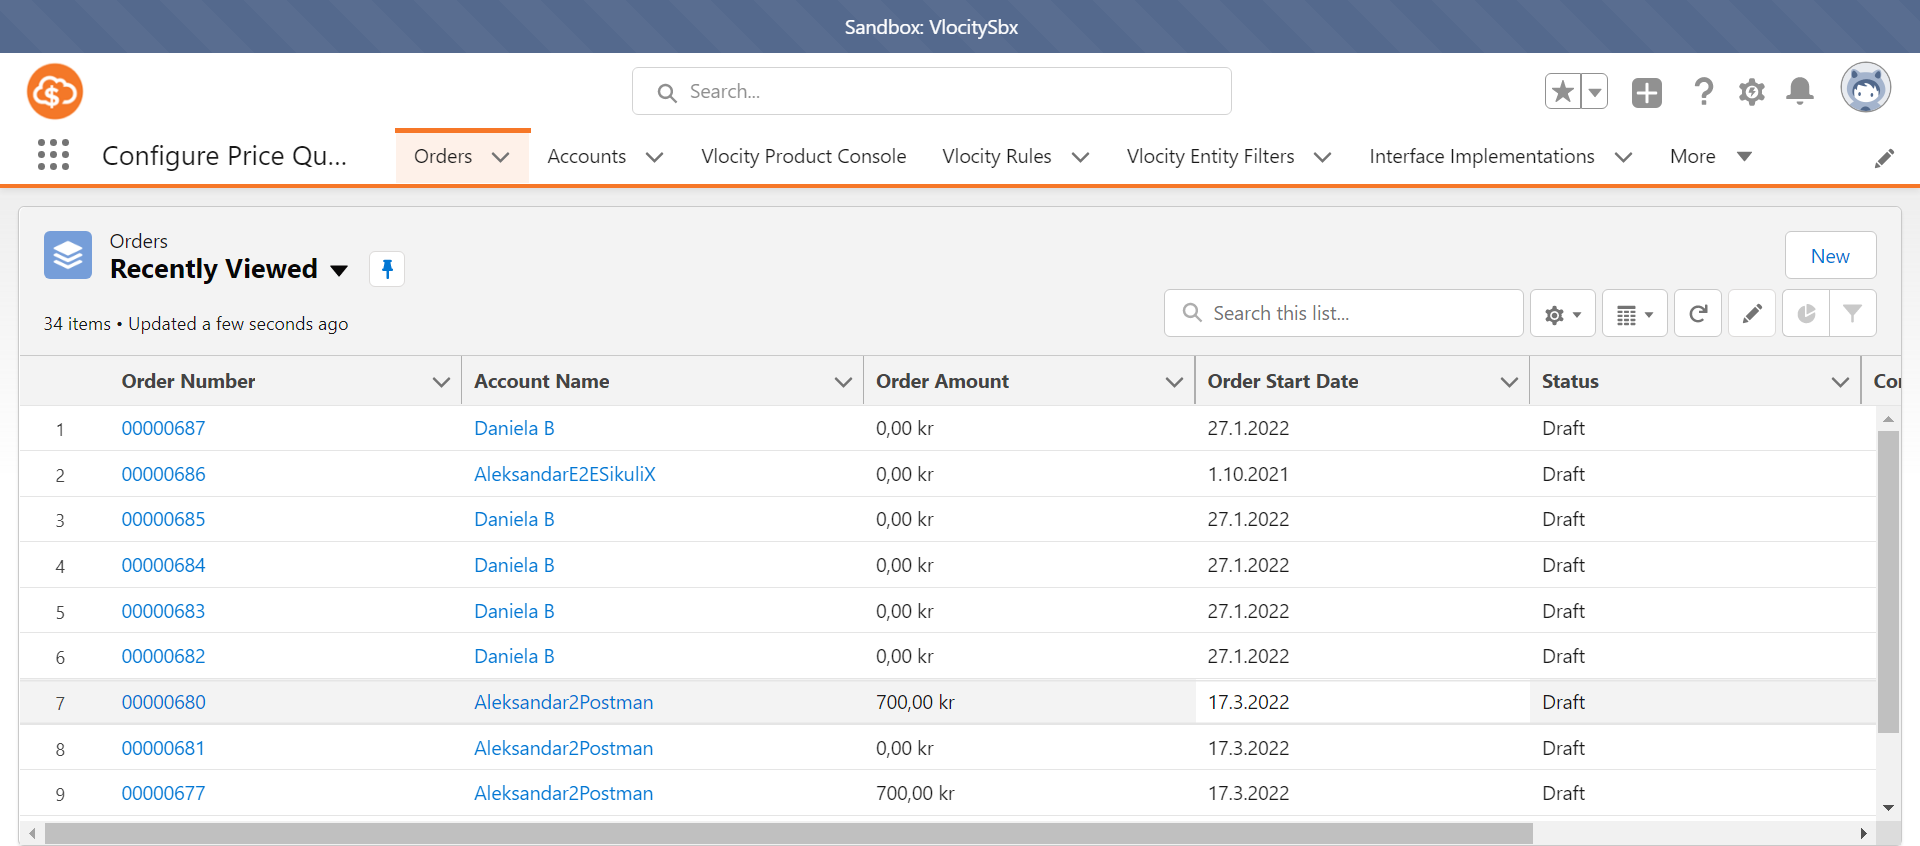 Sandbox: VlocitySbx
Search...
Configure Price Qu... Orders Accounts Vlocity Product Console Vlocity Rules Vlocity Entity Filters Interface Implementations More
Orders
Recently Viewed
New
34 items • Updated a few seconds ago
Search this list...
Order Number Account Name Order Amount Order Start Date Status
1 00000687 Daniela B 0,00 kr 27.1.2022 Draft
2 00000686 AleksandarE2ESikuliX 0,00 kr 1.10.2021 Draft
3 00000685 Daniela B 0,00 kr 27.1.2022 Draft
4 00000684 Daniela B 0,00 kr 27.1.2022 Draft
5 00000683 Daniela B 0,00 kr 27.1.2022 Draft
6 00000682 Daniela B 0,00 kr 27.1.2022 Draft
7 00000680 Aleksandar2Postman 700,00 kr 17.3.2022 Draft
8 00000681 Aleksandar2Postman 0,00 kr 17.3.2022 Draft
9 00000677 Aleksandar2Postman 700,00 kr 17.3.2022 Draft